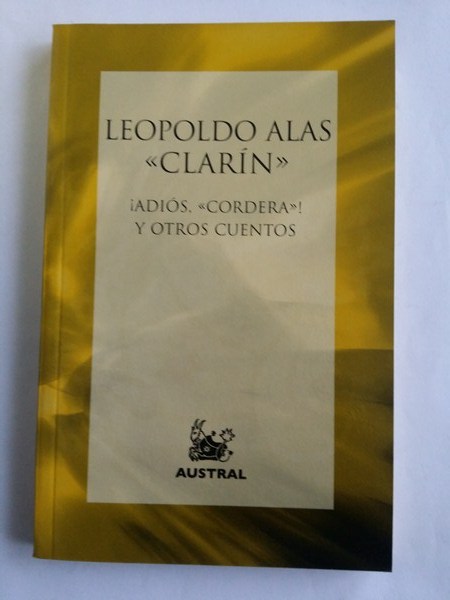 LEOPOLDO ALAS
«CLARÍN»
¡ADIÓS, «CORDERA»!
Y OTROS CUENTOS
AUSTRAL